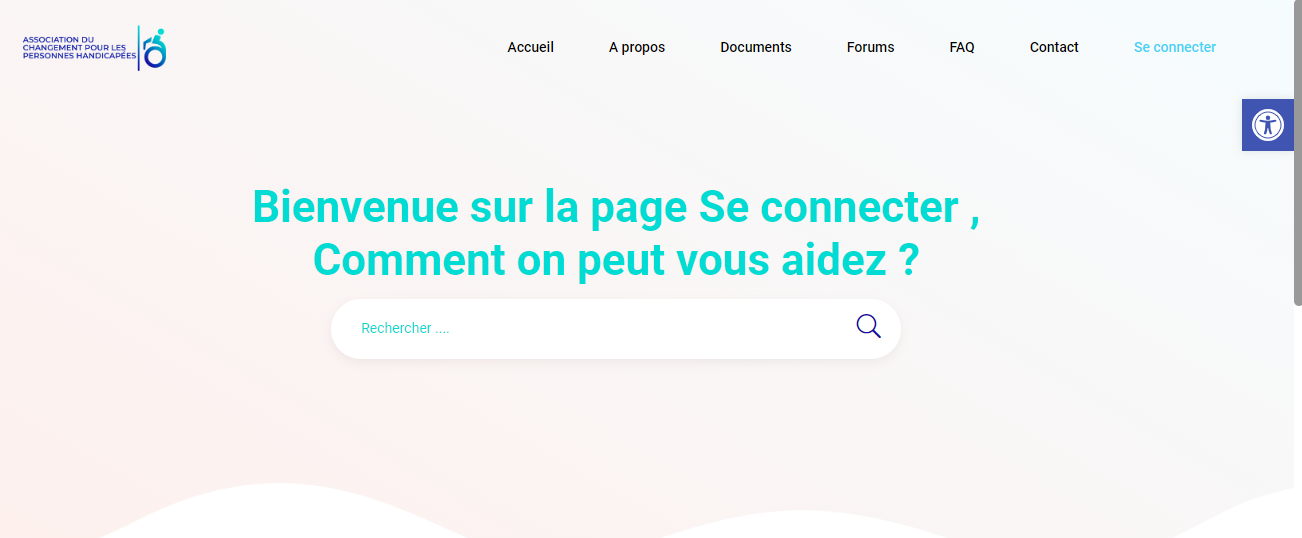 ASSOCIATION DU
CHANGEMENT POUR LES
PERSONNES HANDICAPÉES
Accueil
A propos
Documents
Forums
FAQ
Contact
Se connecter
Bienvenue sur la page Se connecter ,
Comment on peut vous aidez ?
Rechercher ....